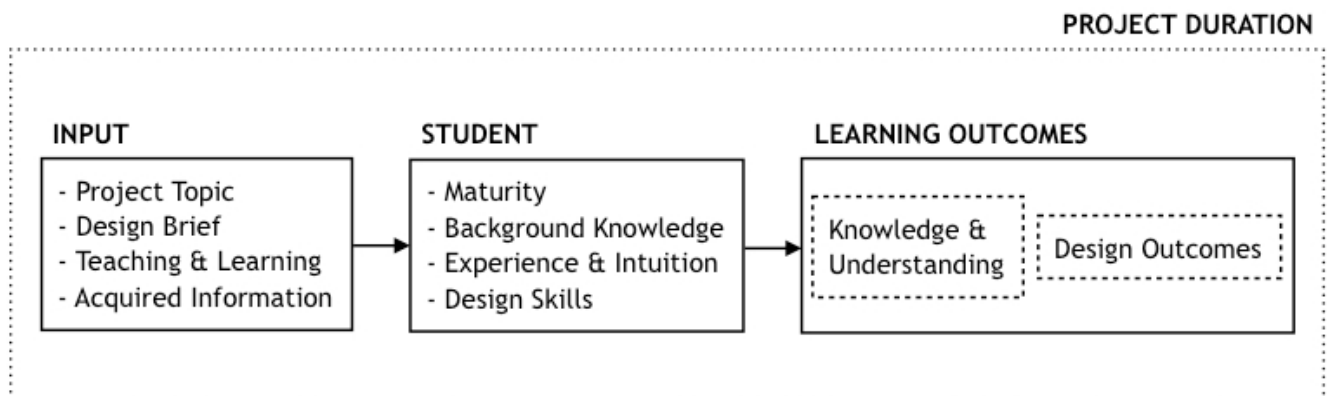 PROJECT DURATION
INPUT
- Project Topic
- Design Brief
- Teaching & Learning
- Acquired Information
STUDENT
- Maturity
- Background Knowledge
- Experience & Intuition
- Design Skills
LEARNING OUTCOMES
Knowledge &
Understanding
Design Outcomes